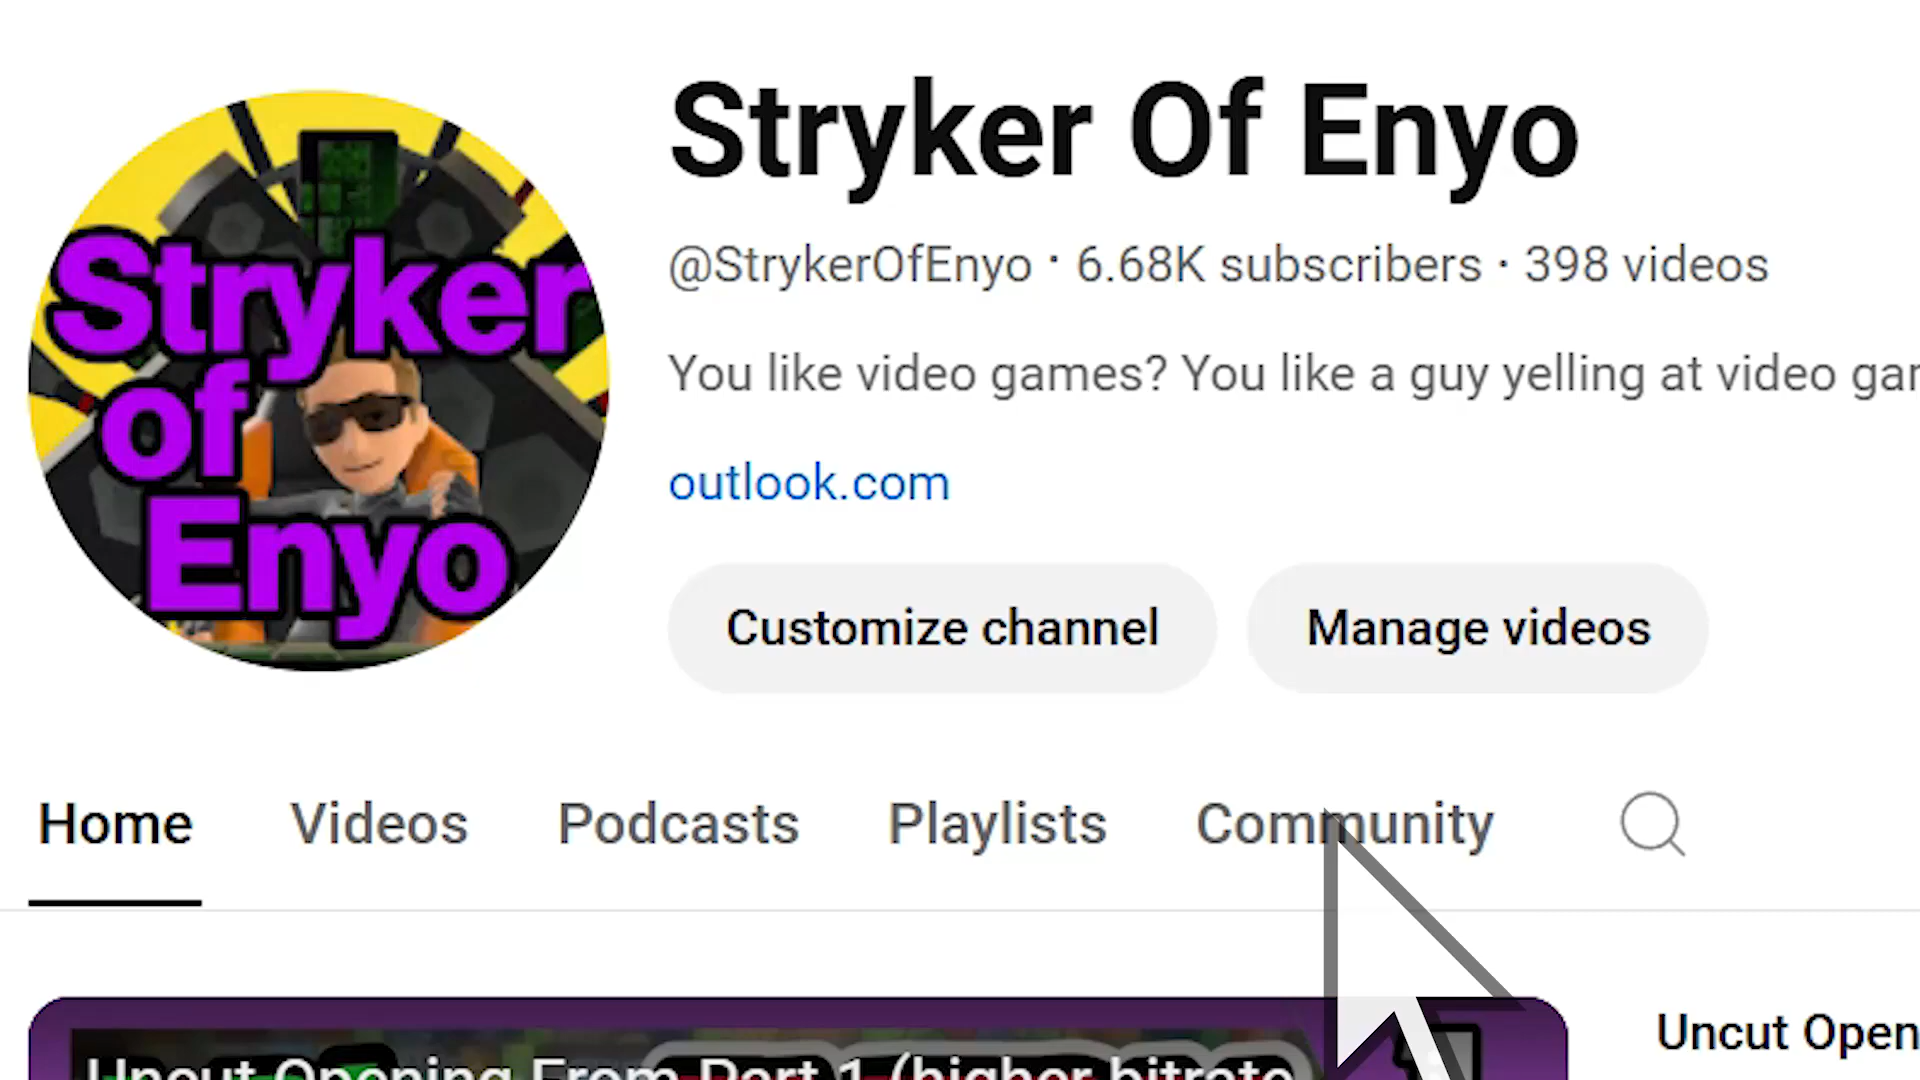 Stryker
of
Enyo
Stryker Of Enyo
@StrykerOfEnyo · 6.68K subscribers · 398 videos
You like video games? You like a guy yelling at video gar
outlook.com
Customize channel
Manage videos
Home
Videos
Podcasts
Playlists
Community
Uncut Opening From Part 1 (higher bitrate
Uncut Open